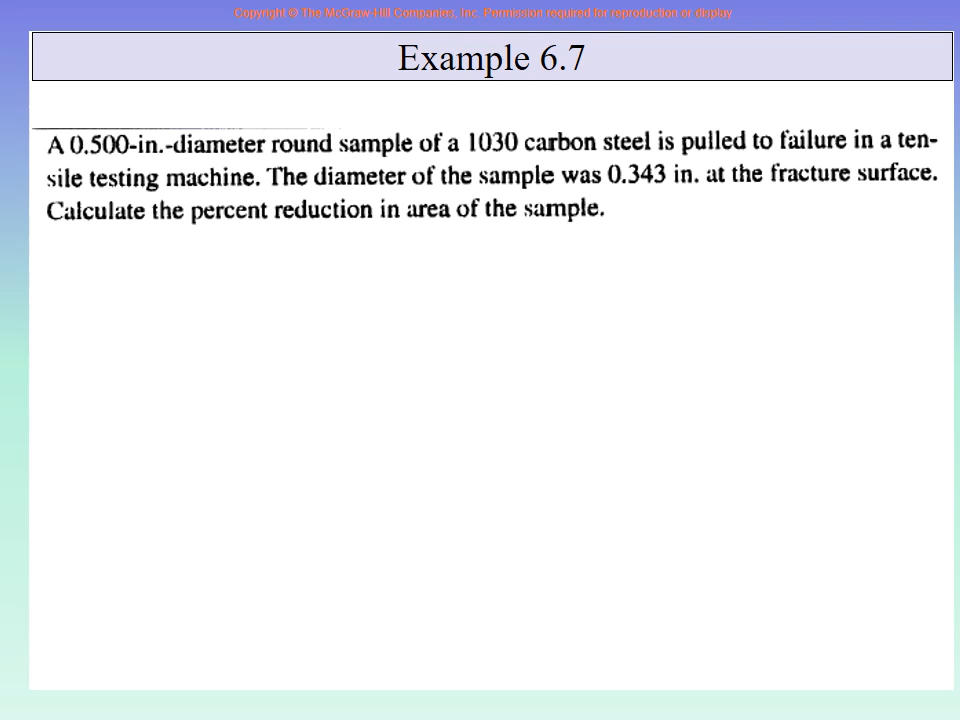 Copyright © The McGraw-Hill Companies, Inc. Permission required for reproduction or display
Example 6.7
A 0.500-in.-diameter round sample of a 1030 carbon steel is pulled to failure in a ten-
sile testing machine. The diameter of the sample was 0.343 in. at the fracture surface.
Calculate the percent reduction in area of the sample.